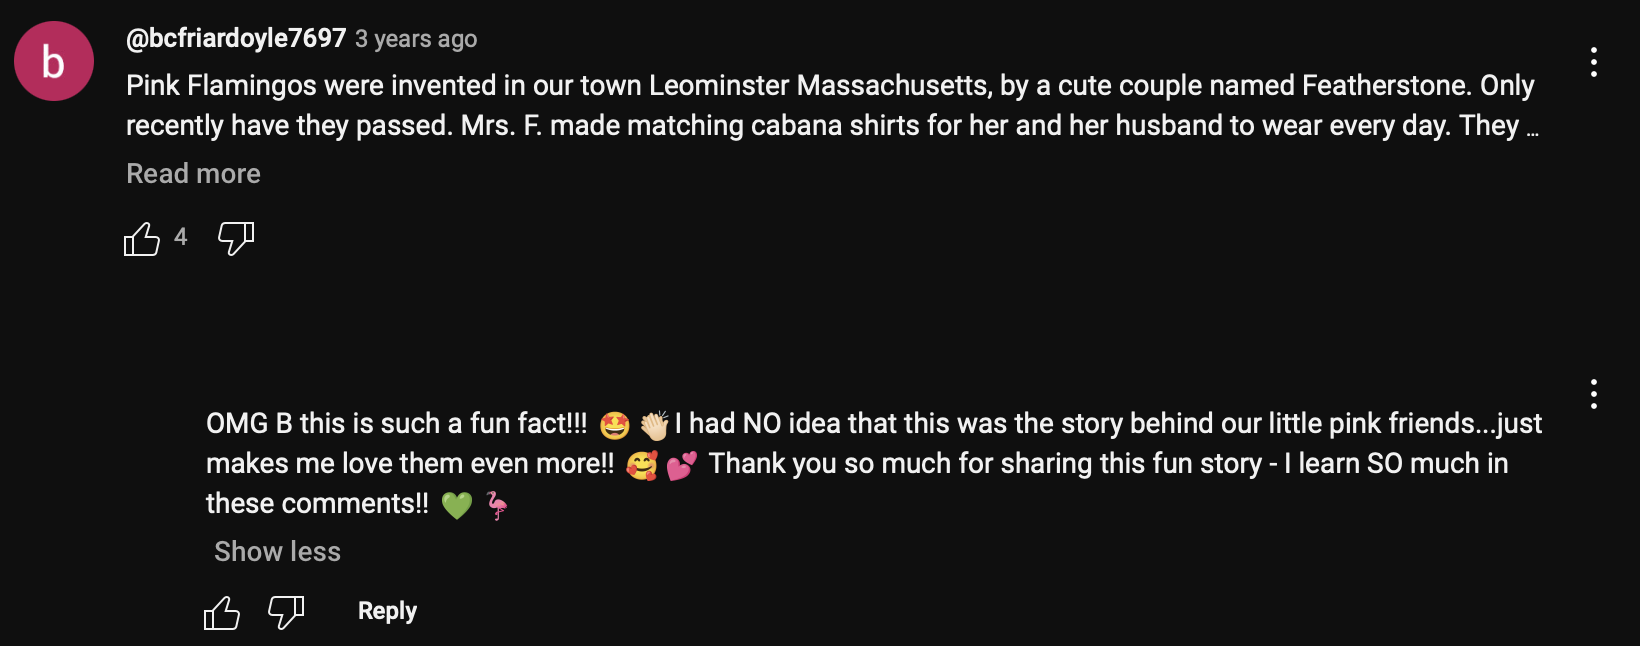 b
@bcfriardoyle7697 3 years ago
Pink Flamingos were invented in our town Leominster Massachusetts, by a cute couple named Featherstone. Only
recently have they passed. Mrs. F. made matching cabana shirts for her and her husband to wear every day. They ...
Read more
4
OMG B this is such a fun fact!!! 🤩 👏🏻 I had NO idea that this was the story behind our little pink friends...just
makes me love them even more!! 🥰 💕 Thank you so much for sharing this fun story - I learn SO much in
these comments!! 💚 🦩
Show less
Reply